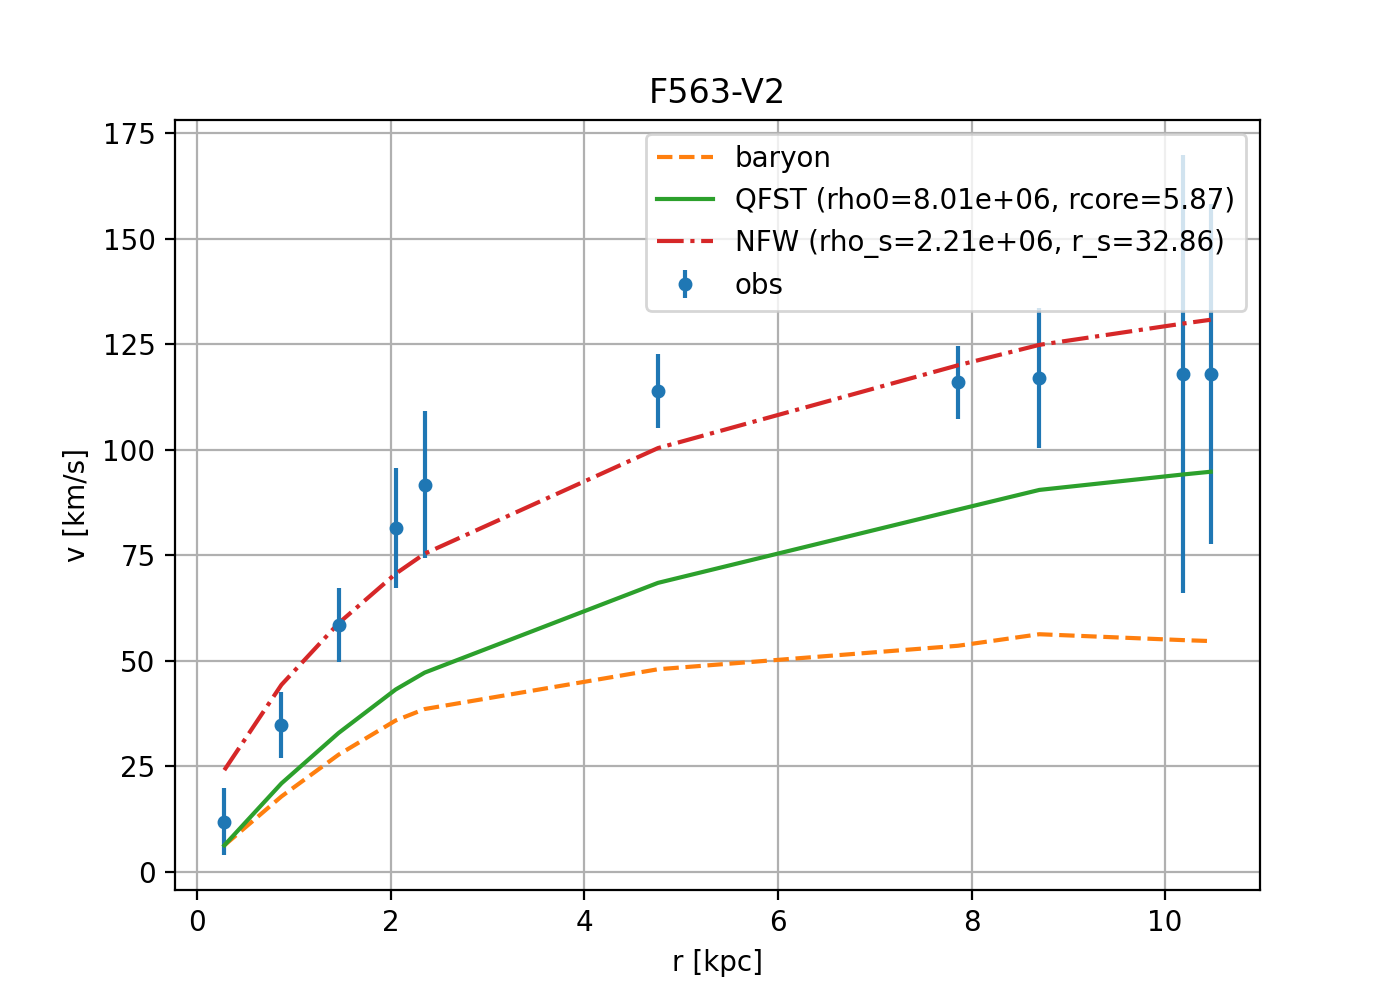 F563-V2
175
150
125
100
75
50
25
0
v [km/s]
baryon
QFST (rho0=8.01e+06, rcore=5.87)
NFW (rho_s=2.21e+06, r_s=32.86)
obs
0 2 4 6 8 10
r [kpc]